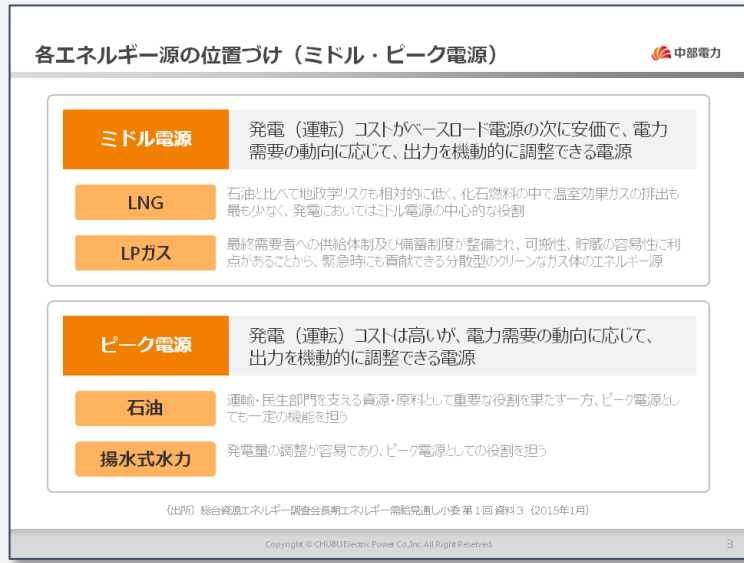 各エネルギー源の位置づけ（ミドル・ピーク電源）
中部電力
ミドル電源
発電（運転）コストがベースロード電源の次に安価で、電力
需要の動向に応じて、出力を機動的に調整できる電源
LNG
石油と比べて地政学リスクも相対的に低く、化石燃料の中で温室効果ガスの排出も
最も少なく、発電においてはミドル電源の中心的な役割
LPガス
最終需要者への供給体制及び備蓄制度が整備され、可搬性、貯蔵の容易性に利
点があることから、緊急時にも貢献できる分散型のクリーンなガス体のエネルギー源
ピーク電源
発電（運転）コストは高いが、電力需要の動向に応じて、
出力を機動的に調整できる電源
石油
運輸・民生部門を支える資源・原料として重要な役割を果たす一方、ピーク電源とし
ても一定の機能を担う
揚水式水力
発電量の調整が容易であり、ピーク電源としての役割を担う
（出所）総合資源エネルギー調査会長期エネルギー需給見通し小委 第１回 資料３（2015年1月）
Copyright © CHUBU Electric Power Co.,Inc. All Right Reserved.
3